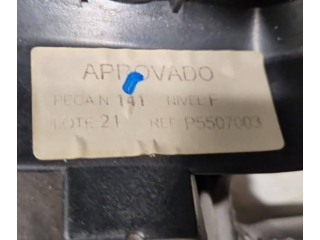 APROVADO
PEÇA N. 141 NIVEL F
LOTE 21 REF. P5507003